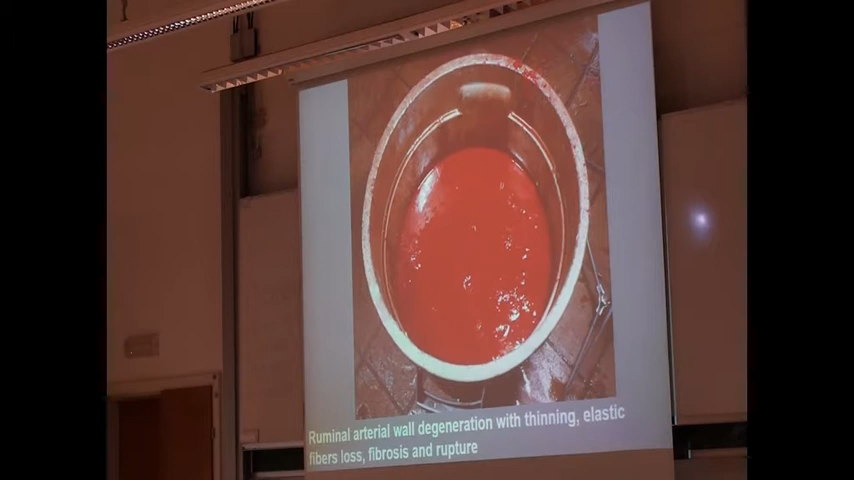 Ruminal arterial wall degeneration with thinning, elastic
fibers loss, fibrosis and rupture